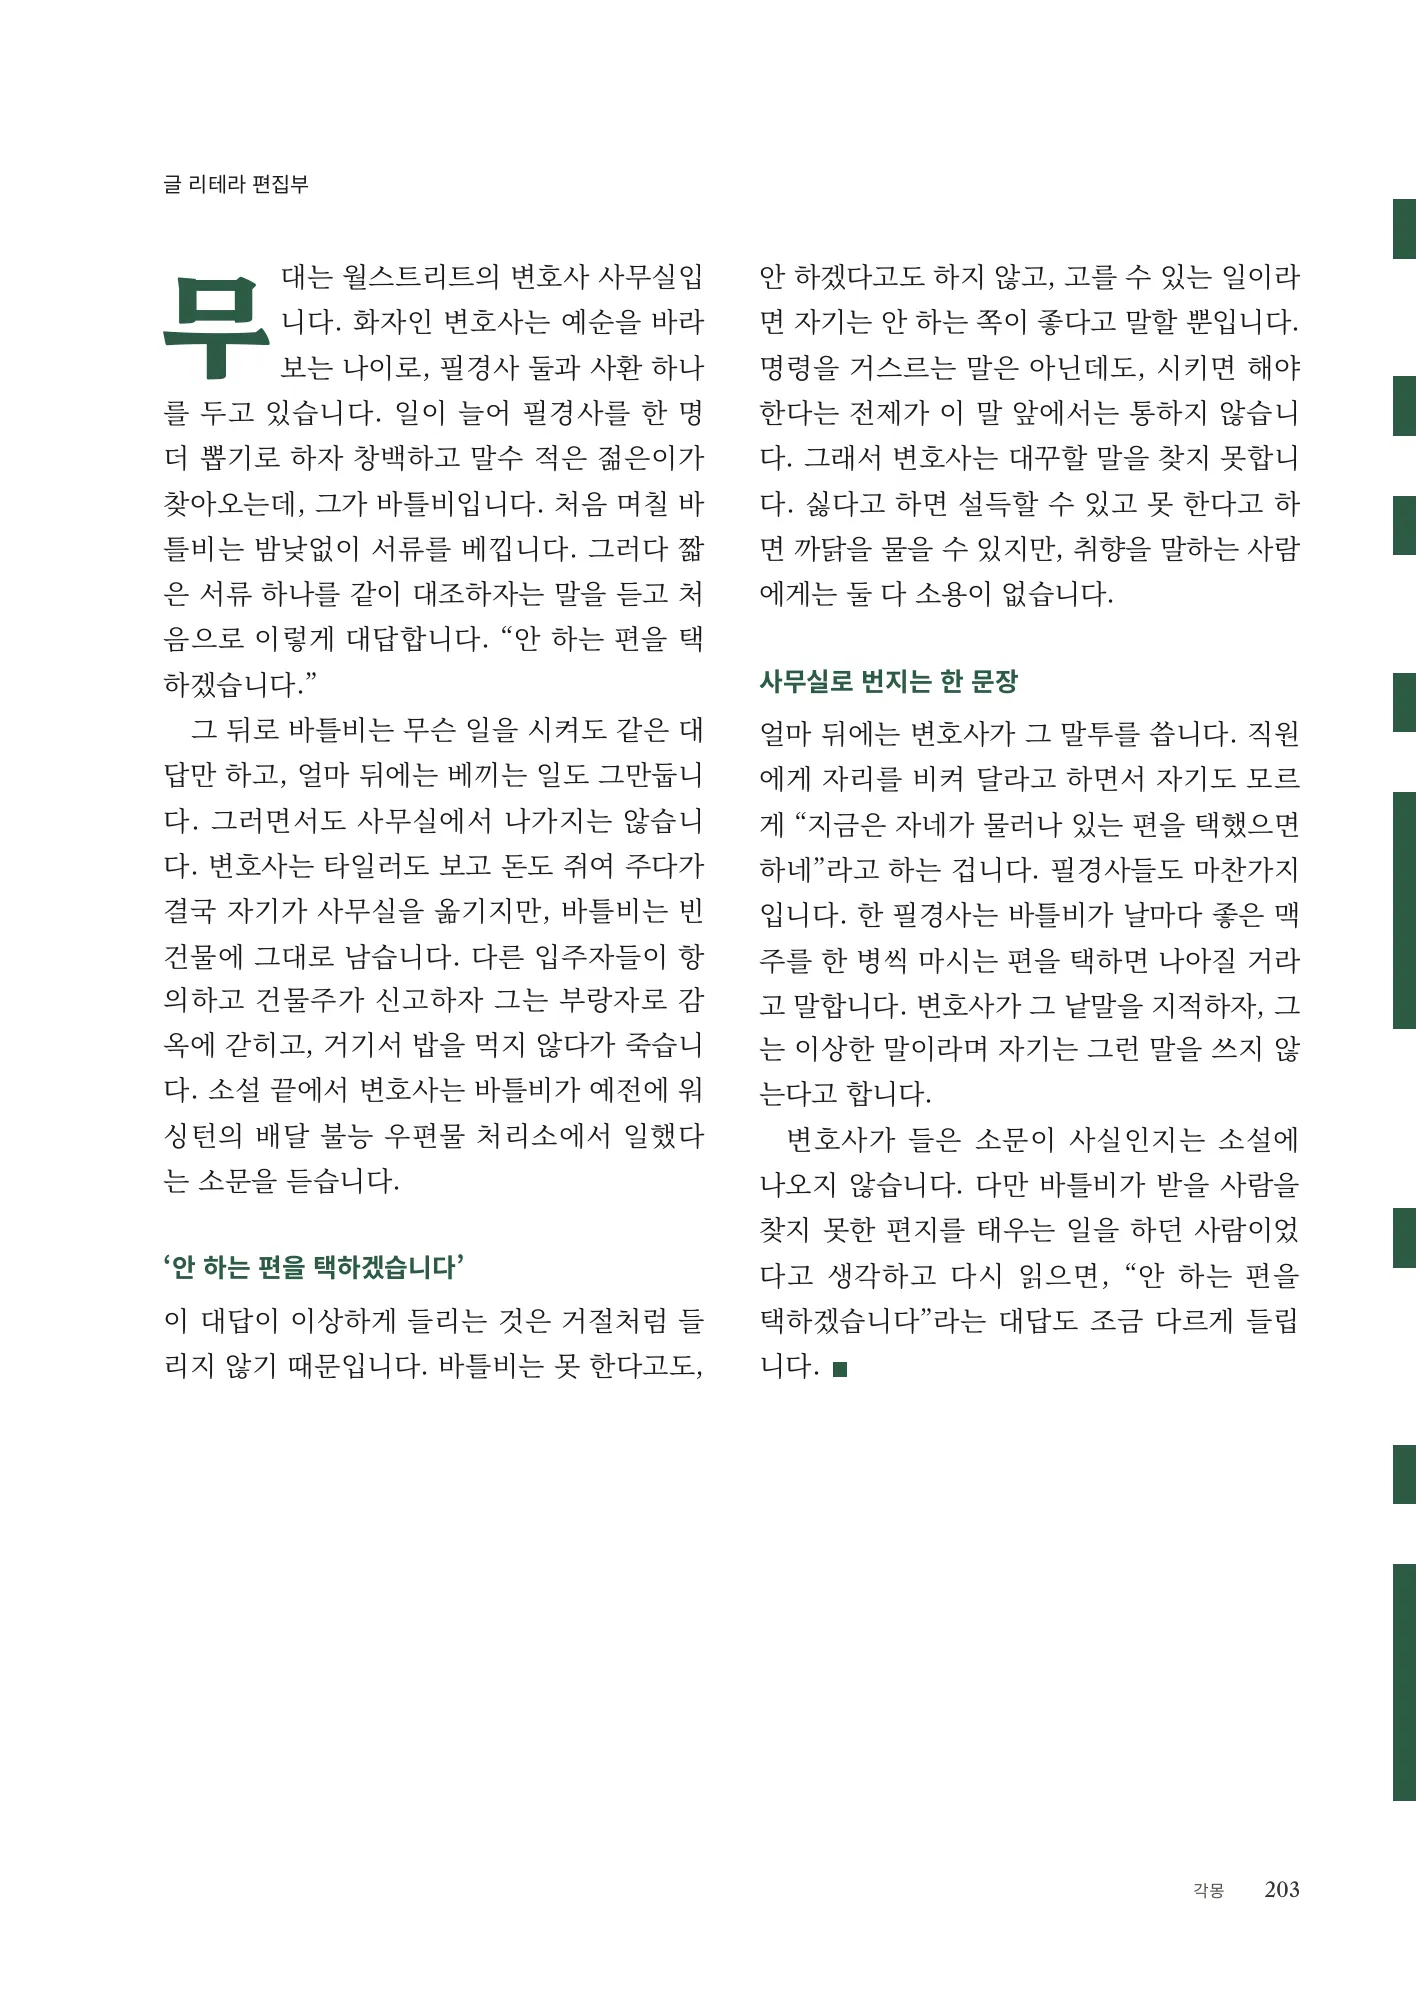 글 리테라 편집부
무대는 월스트리트의 변호사 사무실입
니다. 화자인 변호사는 예순을 바라
보는 나이로, 필경사 둘과 사환 하나
를 두고 있습니다. 일이 늘어 필경사를 한 명
더 뽑기로 하자 창백하고 말수 적은 젊은이가
찾아오는데, 그가 바틀비입니다. 처음 며칠 바
틀비는 밤낮없이 서류를 베낍니다. 그러다 짧
은 서류 하나를 같이 대조하자는 말을 듣고 처
음으로 이렇게 대답합니다. “안 하는 편을 택
하겠습니다.”
그 뒤로 바틀비는 무슨 일을 시켜도 같은 대
답만 하고, 얼마 뒤에는 베끼는 일도 그만둡니
다. 그러면서도 사무실에서 나가지는 않습니
다. 변호사는 타일러도 보고 돈도 쥐여 주다가
결국 자기가 사무실을 옮기지만, 바틀비는 빈
건물에 그대로 남습니다. 다른 입주자들이 항
의하고 건물주가 신고하자 그는 부랑자로 감
옥에 갇히고, 거기서 밥을 먹지 않다가 죽습니
다. 소설 끝에서 변호사는 바틀비가 예전에 워
싱턴의 배달 불능 우편물 처리소에서 일했다
는 소문을 듣습니다.
‘안 하는 편을 택하겠습니다’
이 대답이 이상하게 들리는 것은 거절처럼 들
리지 않기 때문입니다. 바틀비는 못 한다고도,
안 하겠다고도 하지 않고, 고를 수 있는 일이라
면 자기는 안 하는 쪽이 좋다고 말할 뿐입니다.
명령을 거스르는 말은 아닌데도, 시키면 해야
한다는 전제가 이 말 앞에서는 통하지 않습니
다. 그래서 변호사는 대꾸할 말을 찾지 못합니
다. 싫다고 하면 설득할 수 있고 못 한다고 하
면 까닭을 물을 수 있지만, 취향을 말하는 사람
에게는 둘 다 소용이 없습니다.
사무실로 번지는 한 문장
얼마 뒤에는 변호사가 그 말투를 씁니다. 직원
에게 자리를 비켜 달라고 하면서 자기도 모르
게 “지금은 자네가 물러나 있는 편을 택했으면
하네”라고 하는 겁니다. 필경사들도 마찬가지
입니다. 한 필경사는 바틀비가 날마다 좋은 맥
주를 한 병씩 마시는 편을 택하면 나아질 거라
고 말합니다. 변호사가 그 낱말을 지적하자, 그
는 이상한 말이라며 자기는 그런 말을 쓰지 않
는다고 합니다.
변호사가 들은 소문이 사실인지는 소설에
나오지 않습니다. 다만 바틀비가 받을 사람을
찾지 못한 편지를 태우는 일을 하던 사람이었
다고 생각하고 다시 읽으면, “안 하는 편을
택하겠습니다”라는 대답도 조금 다르게 들립
니다. ■
각몽 203